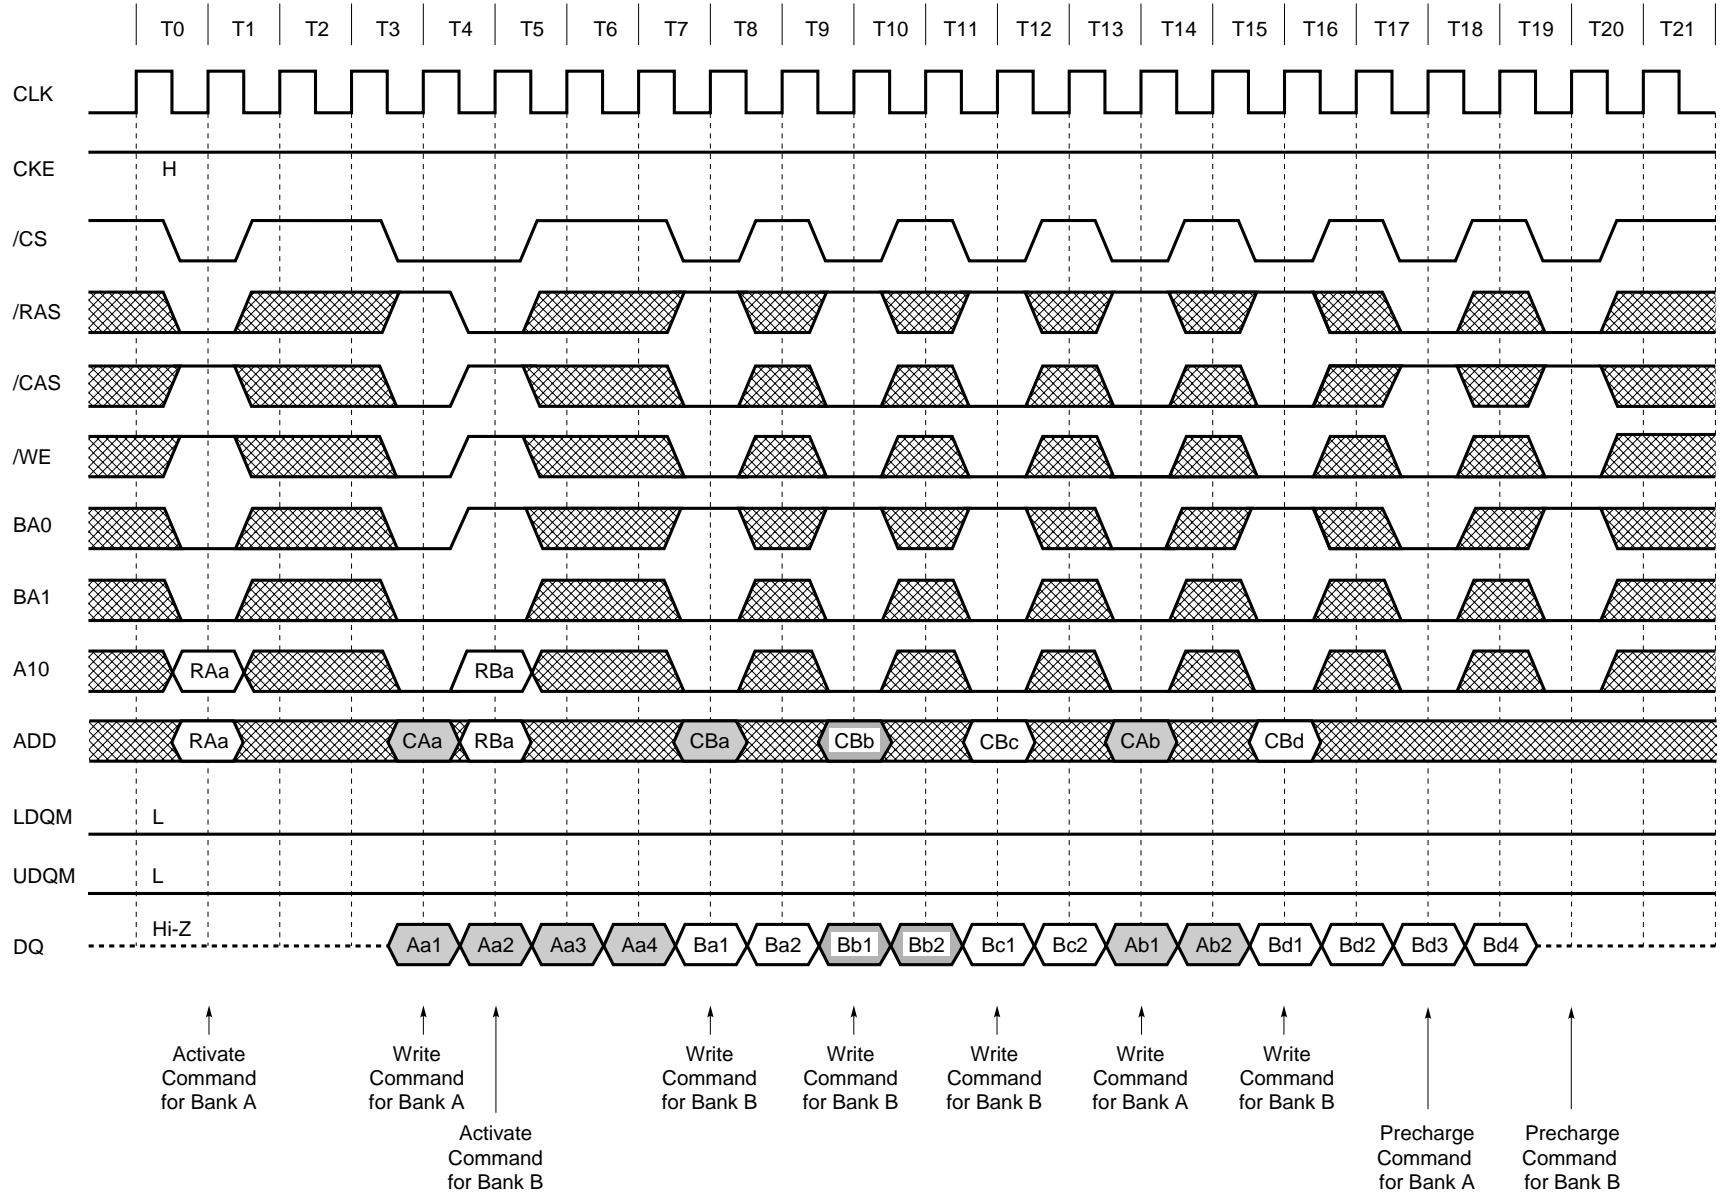 T0 T1 T2 T3 T4 T5 T6 T7 T8 T9 T10 T11 T12 T13 T14 T15 T16 T17 T18 T19 T20 T21
CLK
CKE H
/CS
/RAS
/CAS
/WE
BA0
BA1
A10 RAa RBa
ADD RAa CAa RBa CBa CBb CBc CAb CBd
LDQM L
UDQM L
Hi-Z
DQ Aa1 Aa2 Aa3 Aa4 Ba1 Ba2 Bb1 Bb2 Bc1 Bc2 Ab1 Ab2 Bd1 Bd2 Bd3 Bd4
Activate
Command
for Bank A
Write
Command
for Bank A
Activate
Command
for Bank B
Write
Command
for Bank B
Write
Command
for Bank B
Write
Command
for Bank B
Write
Command
for Bank A
Write
Command
for Bank B
Precharge
Command
for Bank A
Precharge
Command
for Bank B